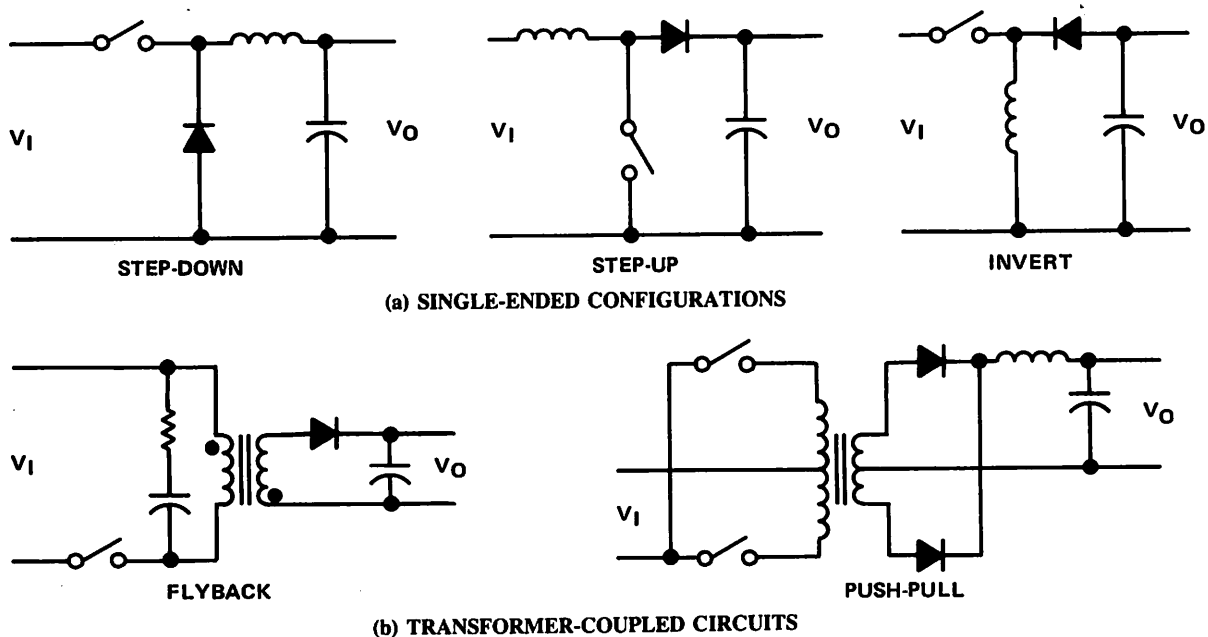 V_I
V_O
STEP-DOWN
V_I
V_O
STEP-UP
V_I
V_O
INVERT
(a) SINGLE-ENDED CONFIGURATIONS
V_I
V_O
FLYBACK
V_I
V_O
PUSH-PULL
(b) TRANSFORMER-COUPLED CIRCUITS